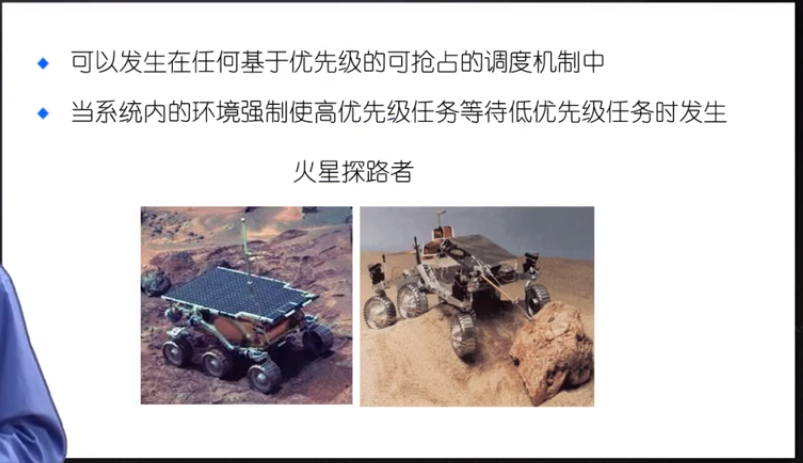 可以发生在任何基于优先级的可抢占的调度机制中
当系统内的环境强制使高优先级任务等待低优先级任务时发生
火星探路者